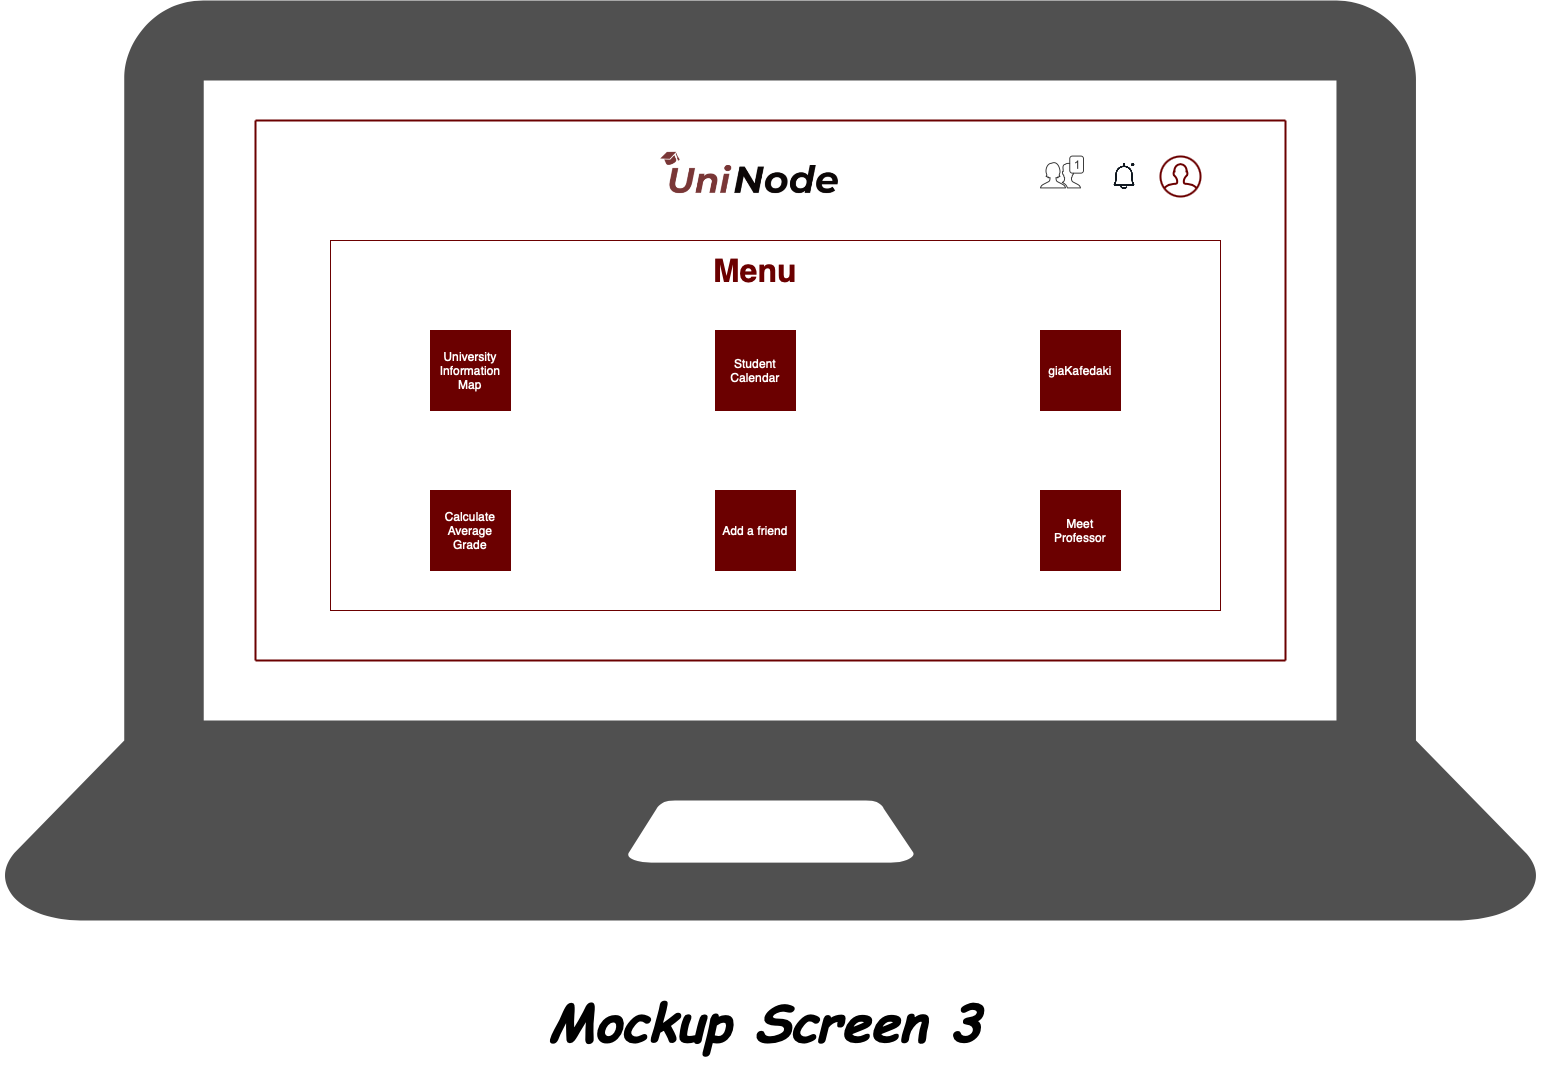 UniNode
1
Menu
University
Information
Map
Student
Calendar
giaKafedaki
Calculate
Average
Grade
Add a friend
Meet
Professor
Mockup Screen 3